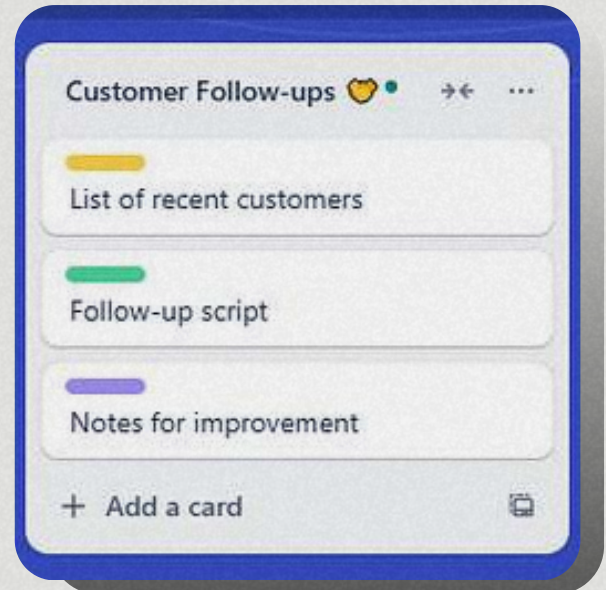 Customer Follow-ups
List of recent customers
Follow-up script
Notes for improvement
+ Add a card